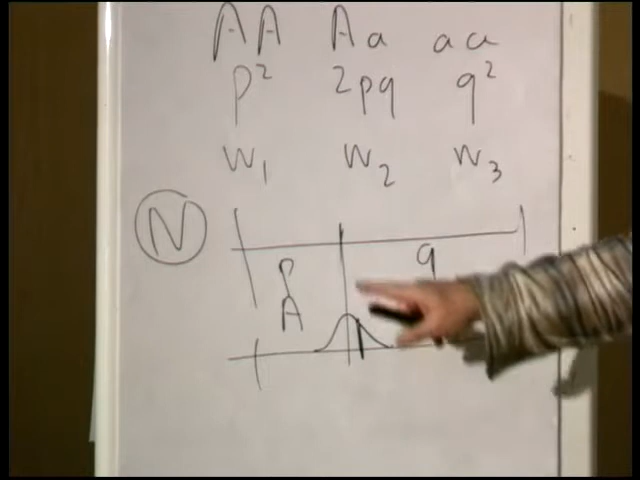 AA Aa aa
p² 2pq q²
W₁ W₂ W₃
N
p q
A